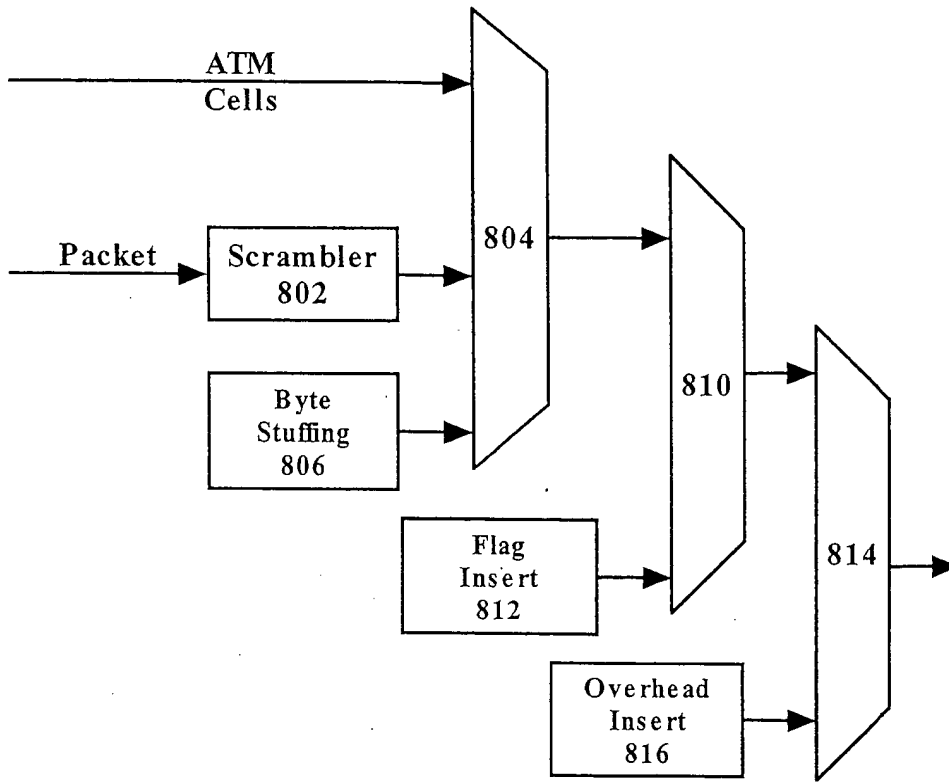 ATM
Cells
804
Packet
Scrambler
802
Byte
Stuffing
806
810
Flag
Insert
812
814
Overhead
Insert
816